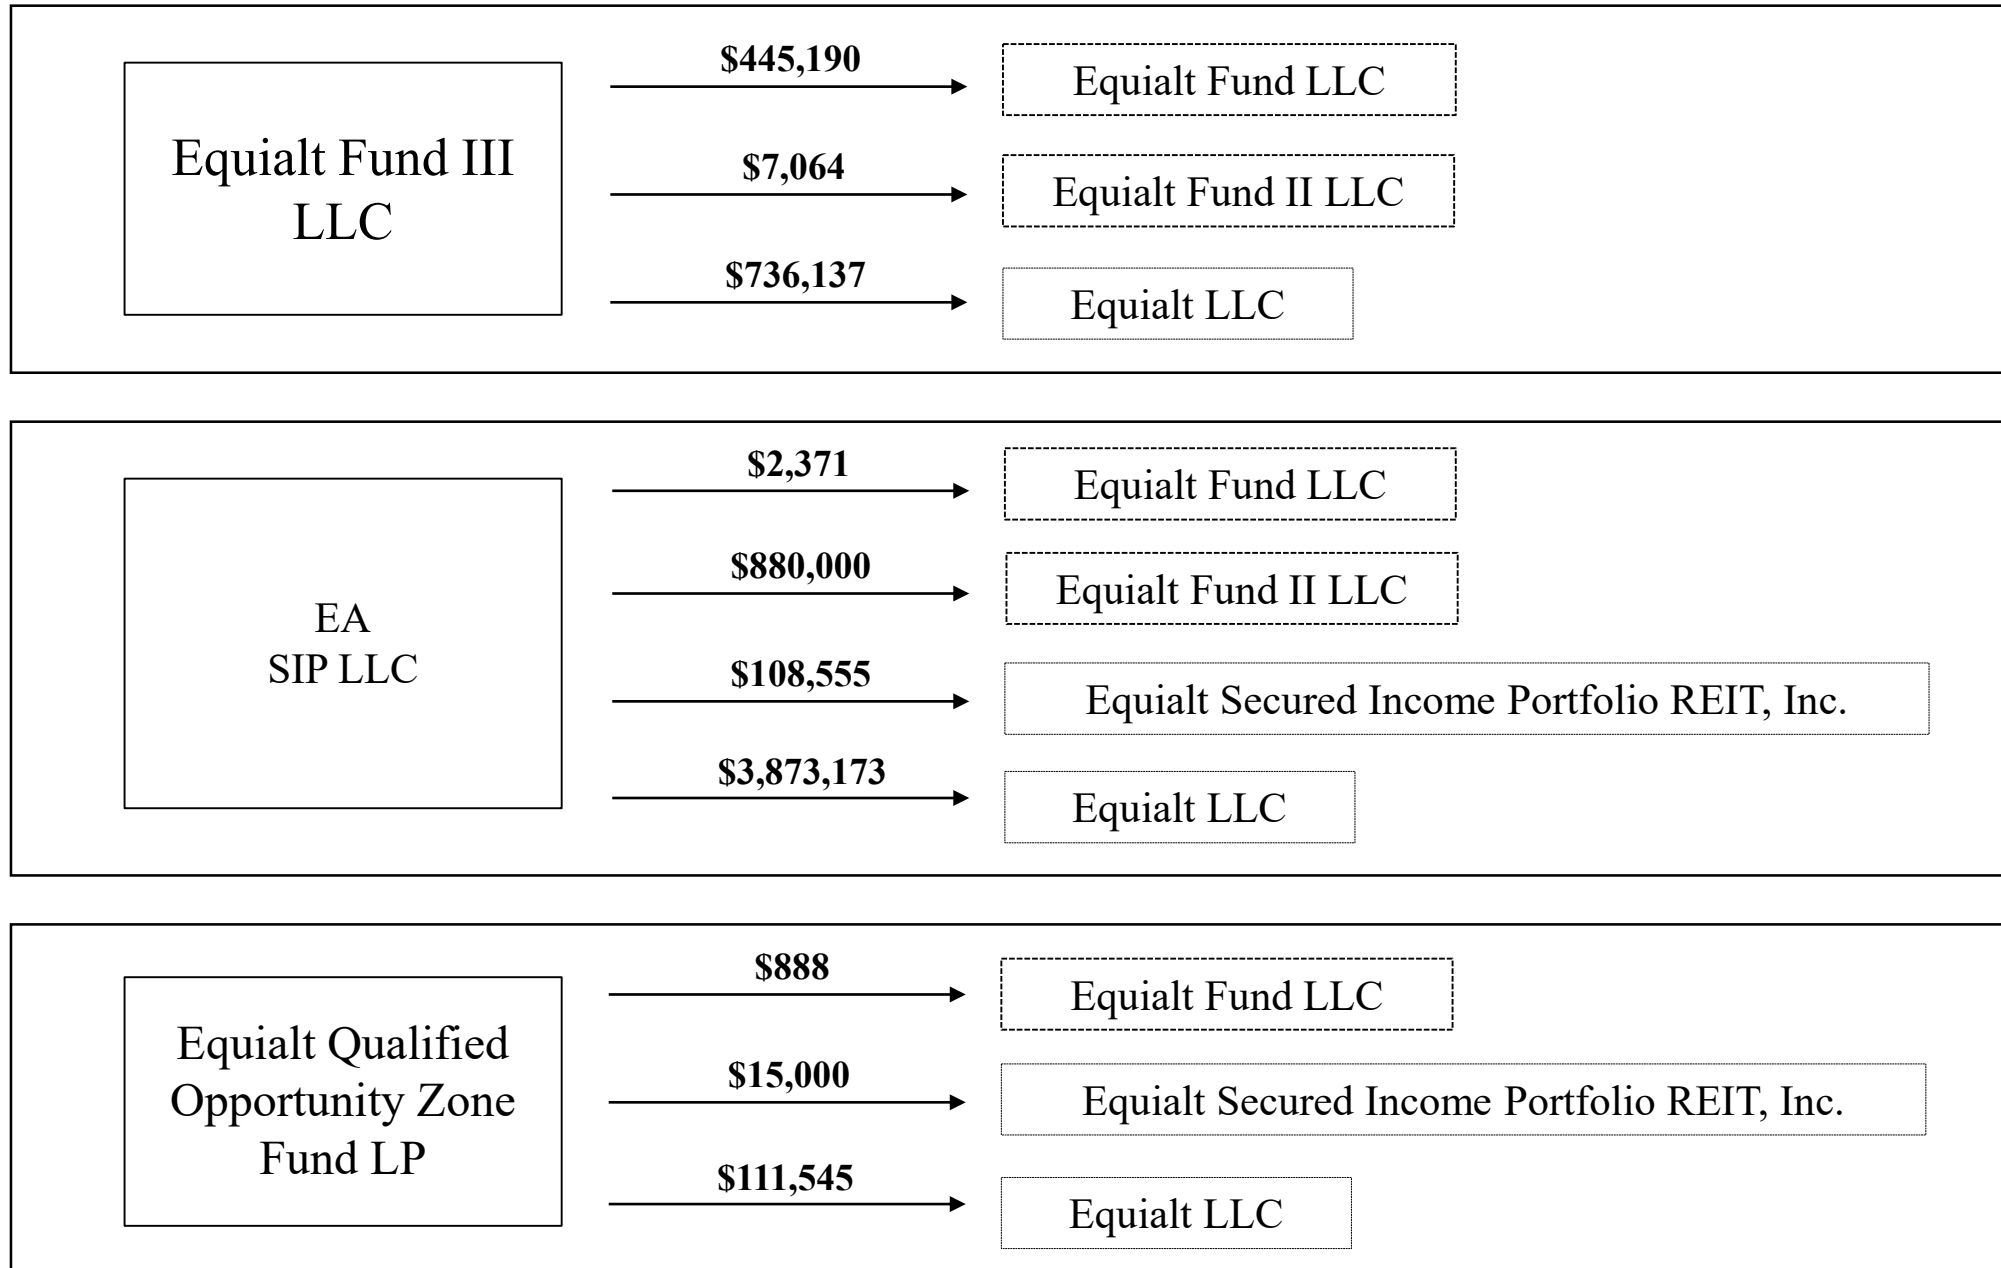 $445,190
Equialt Fund LLC
Equialt Fund III
LLC
$7,064
Equialt Fund II LLC
$736,137
Equialt LLC
$2,371
Equialt Fund LLC
$880,000
Equialt Fund II LLC
EA
SIP LLC
$108,555
Equialt Secured Income Portfolio REIT, Inc.
$3,873,173
Equialt LLC
$888
Equialt Fund LLC
Equialt Qualified
Opportunity Zone
Fund LP
$15,000
Equialt Secured Income Portfolio REIT, Inc.
$111,545
Equialt LLC